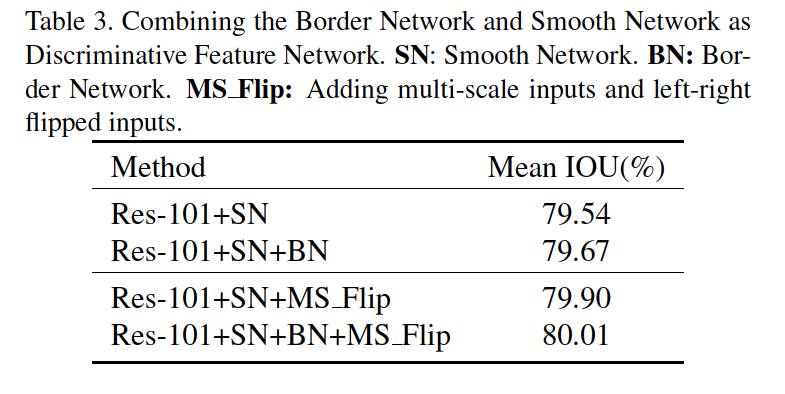 Table 3. Combining the Border Network and Smooth Network as
Discriminative Feature Network. SN: Smooth Network. BN: Bor-
der Network. MS_Flip: Adding multi-scale inputs and left-right
flipped inputs.
Method Mean IOU(%)
Res-101+SN 79.54
Res-101+SN+BN 79.67
Res-101+SN+MS_Flip 79.90
Res-101+SN+BN+MS_Flip 80.01